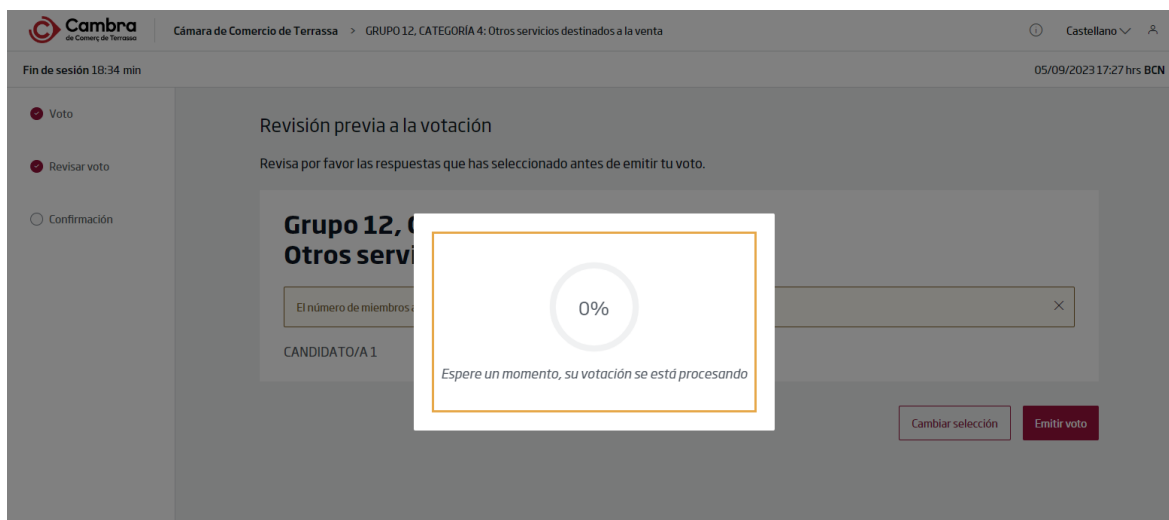 Cambra
de Comerç de Terrassa
Cámara de Comercio de Terrassa > GRUPO 12, CATEGORÍA 4: Otros servicios destinados a la venta
Castellano
Fin de sesión 18:34 min
05/09/2023 17:27 hrs BCN
Voto
Revisar voto
Confirmación
Revisión previa a la votación
Revisa por favor las respuestas que has seleccionado antes de emitir tu voto.
Grupo 12,
Otros servi
El número de miembros
CANDIDATO/A 1
0%
Espere un momento, su votación se está procesando
Cambiar selección
Emitir voto